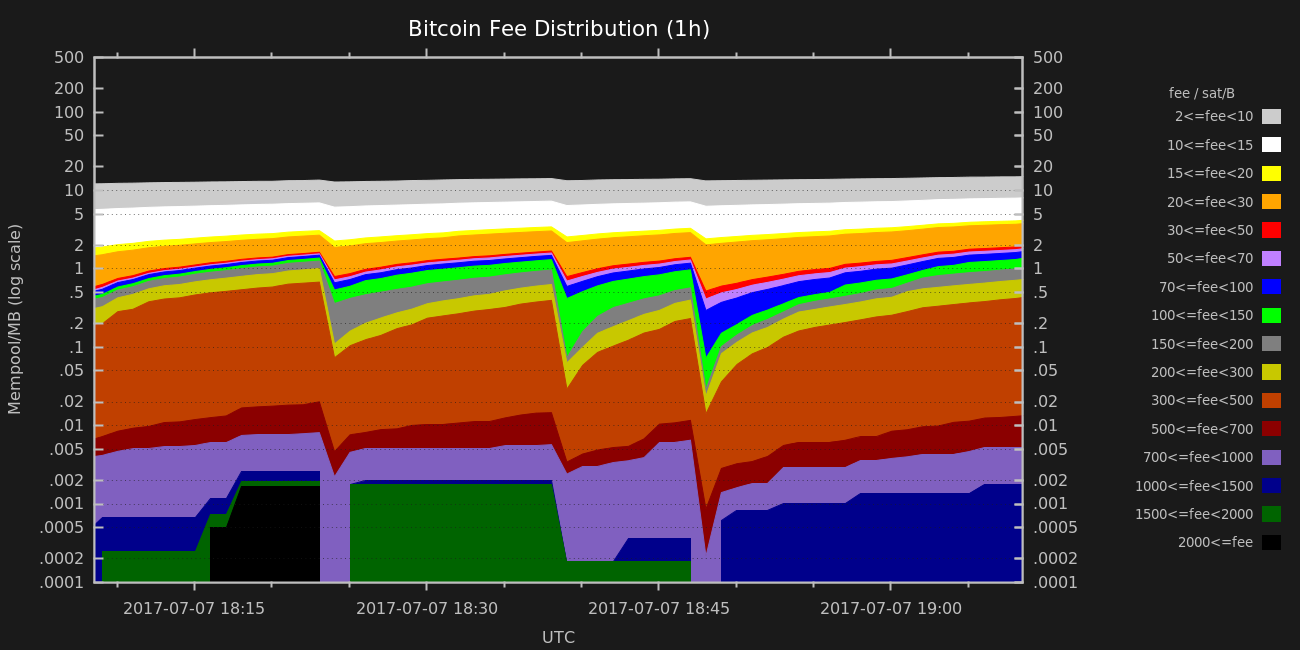 Bitcoin Fee Distribution (1h)
Mempool/MB (log scale)
500
200
100
50
20
10
5
2
1
.5
.2
.1
.05
.02
.01
.005
.002
.001
.0005
.0002
.0001
500
200
100
50
20
10
5
2
1
.5
.2
.1
.05
.02
.01
.005
.002
.001
.0005
.0002
.0001
2017-07-07 18:15
2017-07-07 18:30
2017-07-07 18:45
2017-07-07 19:00
UTC
fee / sat/B
2<=fee<10
10<=fee<15
15<=fee<20
20<=fee<30
30<=fee<50
50<=fee<70
70<=fee<100
100<=fee<150
150<=fee<200
200<=fee<300
300<=fee<500
500<=fee<700
700<=fee<1000
1000<=fee<1500
1500<=fee<2000
2000<=fee